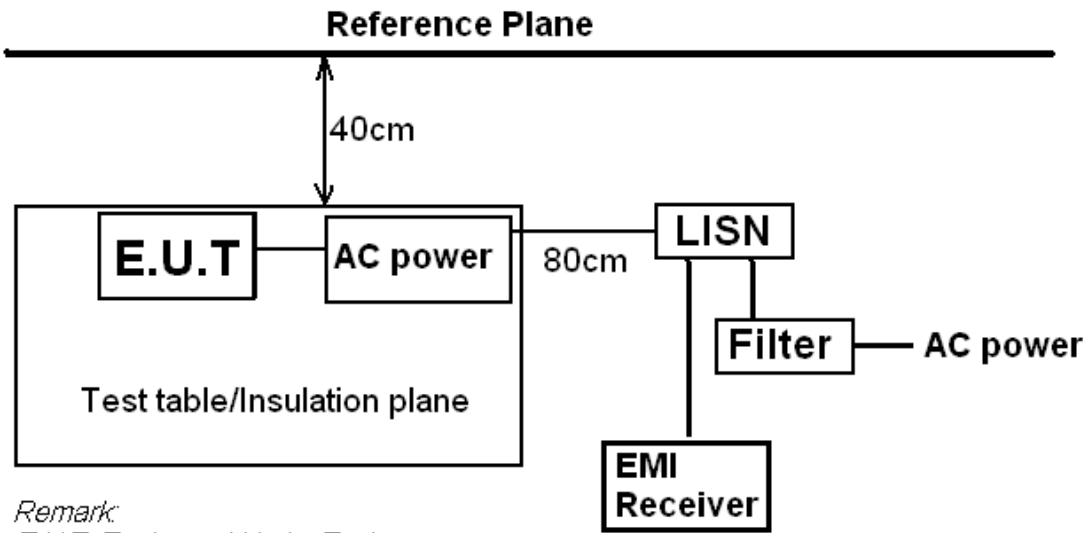 Reference Plane
40cm
E.U.T
AC power
80cm
LISN
Filter
AC power
Test table/Insulation plane
EMI
Receiver
Remark: